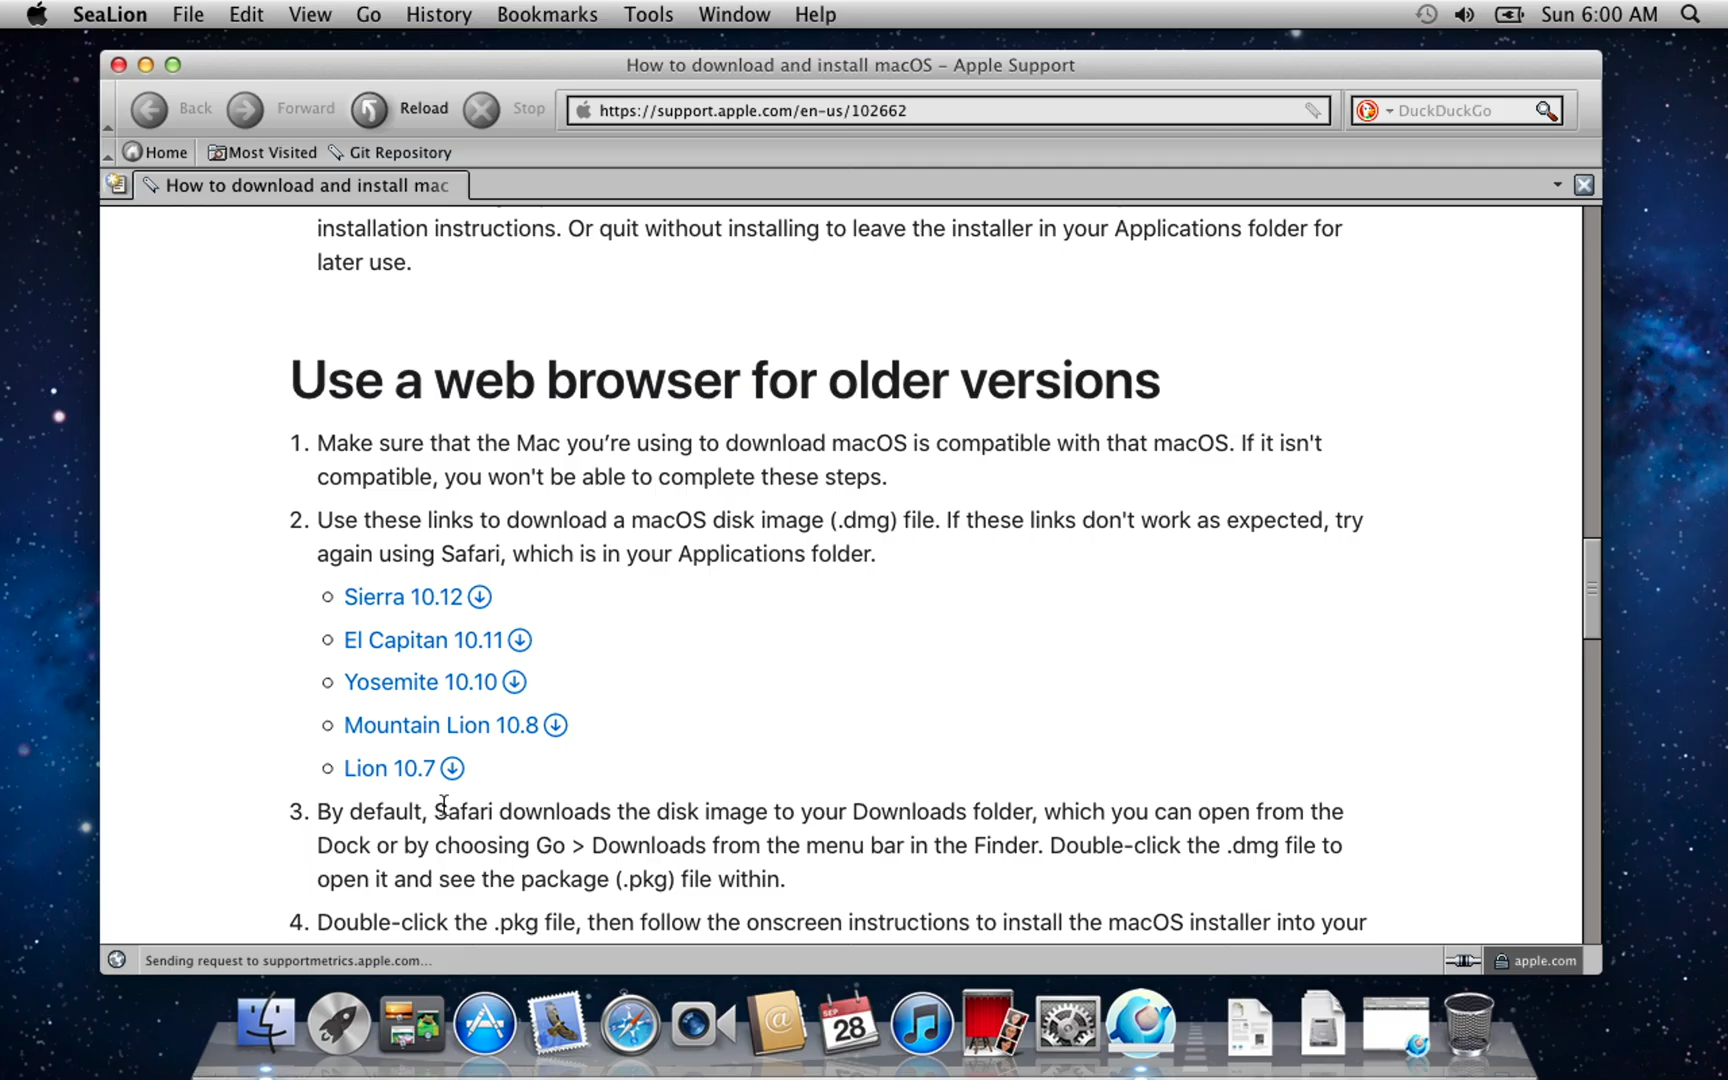 SeaLion File Edit View Go History Bookmarks Tools Window Help Sun 6:00 AM
How to download and install macOS – Apple Support
Back Forward Reload Stop https://support.apple.com/en-us/102662 DuckDuckGo
Home Most Visited Git Repository
How to download and install mac
installation instructions. Or quit without installing to leave the installer in your Applications folder for
later use.
Use a web browser for older versions
1. Make sure that the Mac you’re using to download macOS is compatible with that macOS. If it isn't
compatible, you won't be able to complete these steps.
2. Use these links to download a macOS disk image (.dmg) file. If these links don't work as expected, try
again using Safari, which is in your Applications folder.
Sierra 10.12
El Capitan 10.11
Yosemite 10.10
Mountain Lion 10.8
Lion 10.7
3. By default, Safari downloads the disk image to your Downloads folder, which you can open from the
Dock or by choosing Go > Downloads from the menu bar in the Finder. Double-click the .dmg file to
open it and see the package (.pkg) file within.
4. Double-click the .pkg file, then follow the onscreen instructions to install the macOS installer into your
Sending request to supportmetrics.apple.com... apple.com
SEP
28